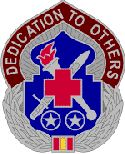 DEDICATION TO OTHERS